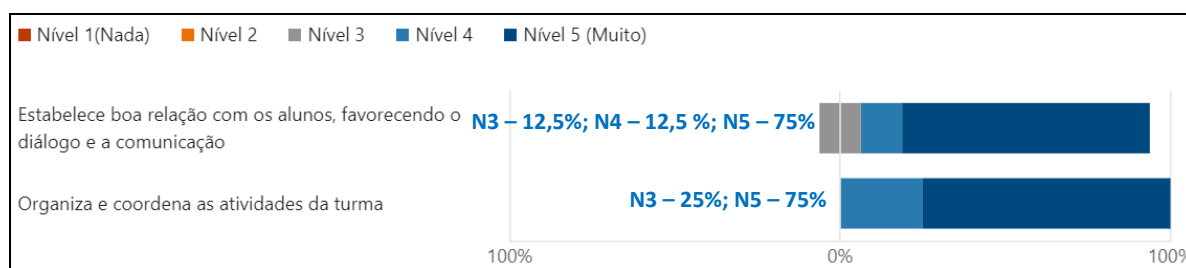 Nível 1(Nada) Nível 2 Nível 3 Nível 4 Nível 5 (Muito)
Estabelece boa relação com os alunos, favorecendo o
diálogo e a comunicação
N3 – 12,5%; N4 – 12,5 %; N5 – 75%
Organiza e coordena as atividades da turma
N3 – 25%; N5 – 75%
100% 0% 100%